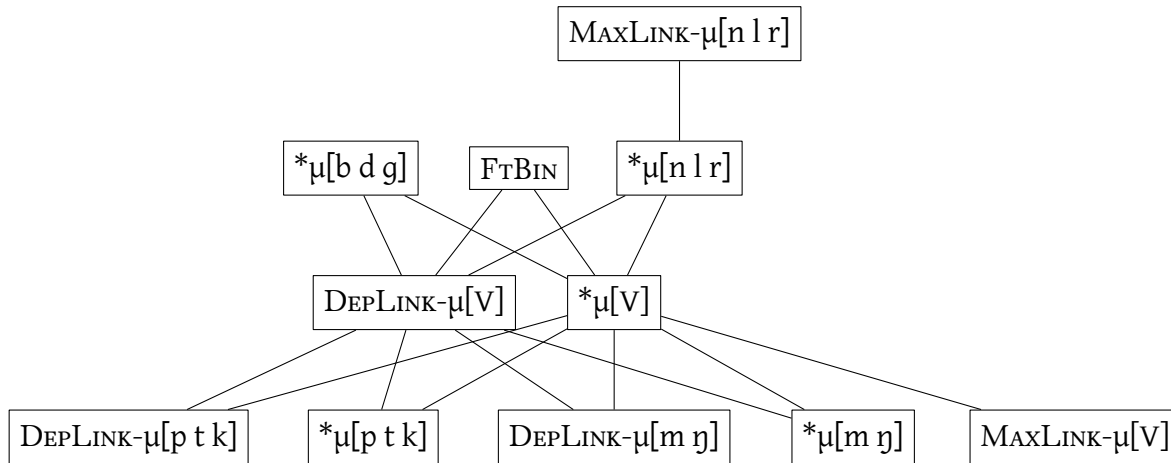 MaxLink-μ[n l r]
*μ[b d g] FtBin *μ[n l r]
DepLink-μ[V] *μ[V]
DepLink-μ[p t k] *μ[p t k] DepLink-μ[m ŋ] *μ[m ŋ] MaxLink-μ[V]